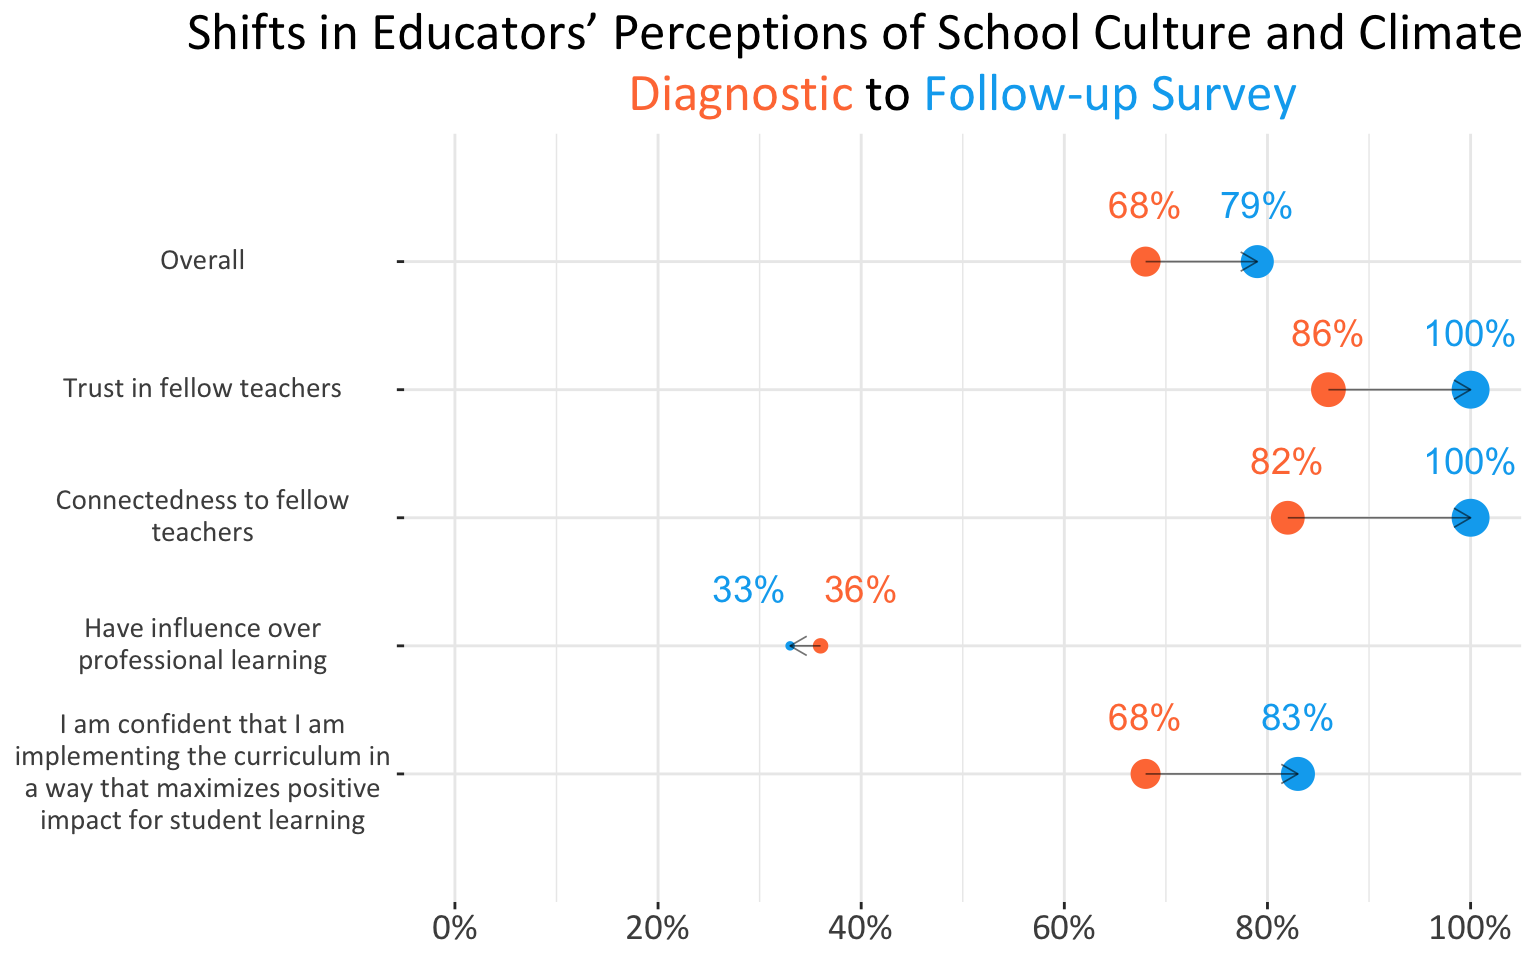 Shifts in Educators’ Perceptions of School Culture and Climate
Diagnostic to Follow-up Survey
68% 79%
Overall
86% 100%
Trust in fellow teachers
82% 100%
Connectedness to fellow
teachers
33% 36%
Have influence over
professional learning
68% 83%
I am confident that I am
implementing the curriculum in
a way that maximizes positive
impact for student learning
0% 20% 40% 60% 80% 100%